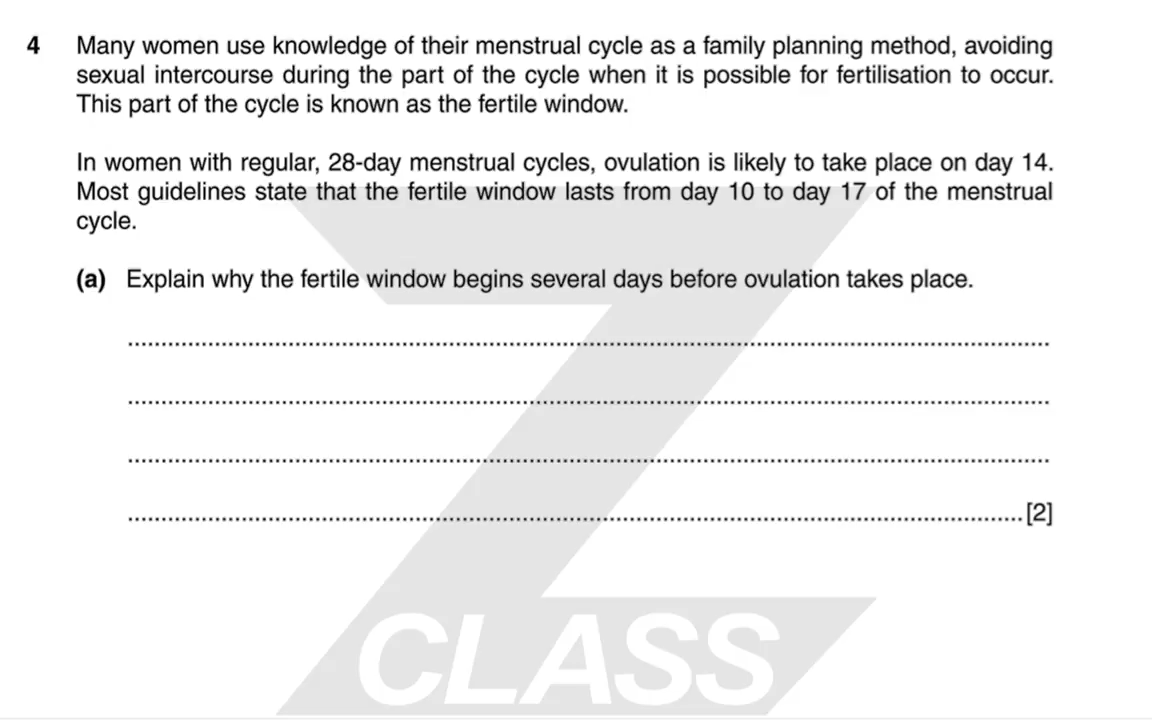 4 Many women use knowledge of their menstrual cycle as a family planning method, avoiding
sexual intercourse during the part of the cycle when it is possible for fertilisation to occur.
This part of the cycle is known as the fertile window.
In women with regular, 28-day menstrual cycles, ovulation is likely to take place on day 14.
Most guidelines state that the fertile window lasts from day 10 to day 17 of the menstrual
cycle.
(a) Explain why the fertile window begins several days before ovulation takes place.
[2]
Z
CLASS